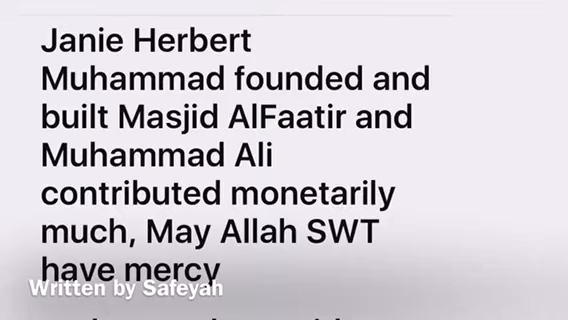 Janie Herbert
Muhammad founded and
built Masjid AlFaatir and
Muhammad Ali
contributed monetarily
much, May Allah SWT
have mercy
Written by Safeyah